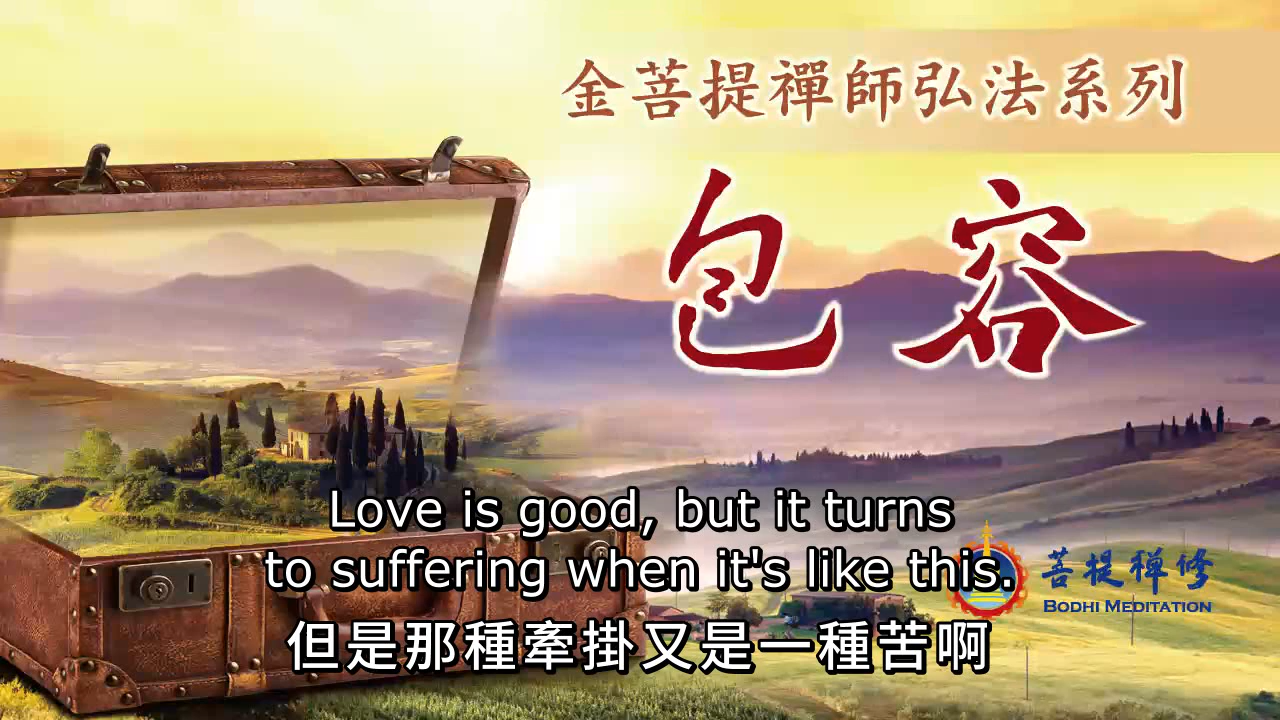 金菩提禪師弘法系列
包容
Love is good, but it turns
to suffering when it's like this.
菩提禪修
BODHI MEDITATION
但是那種牽掛又是一種苦啊